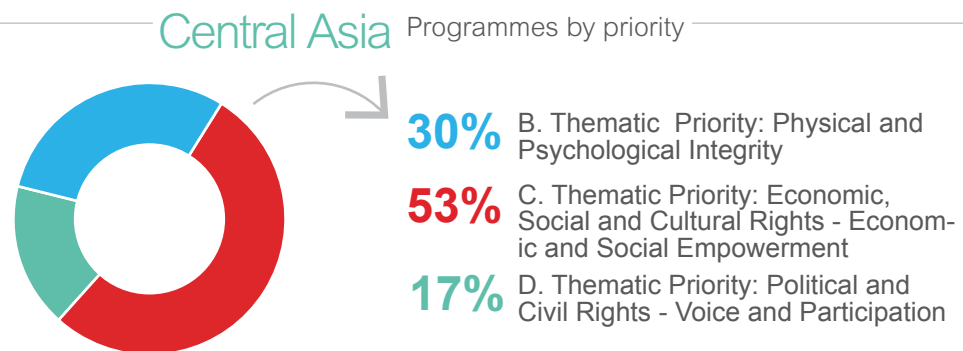 Central Asia Programmes by priority
30% B. Thematic Priority: Physical and
Psychological Integrity
53% C. Thematic Priority: Economic,
Social and Cultural Rights - Econom-
ic and Social Empowerment
17% D. Thematic Priority: Political and
Civil Rights - Voice and Participation